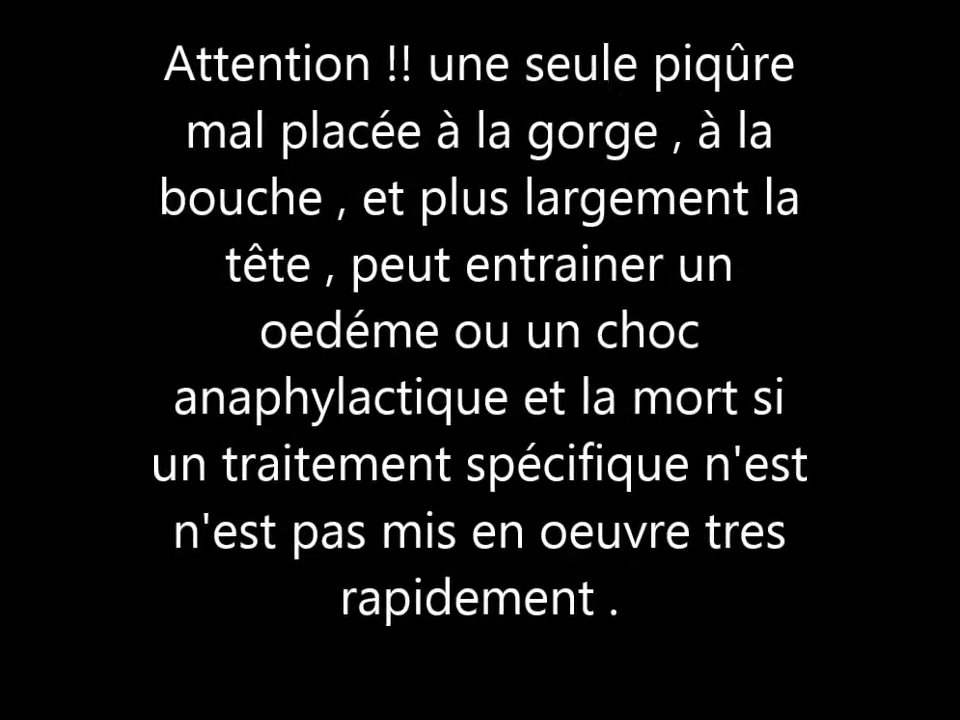 Attention !! une seule piqûre
mal placée à la gorge , à la
bouche , et plus largement la
tête , peut entrainer un
oedéme ou un choc
anaphylactique et la mort si
un traitement spécifique n'est
n'est pas mis en oeuvre tres
rapidement .